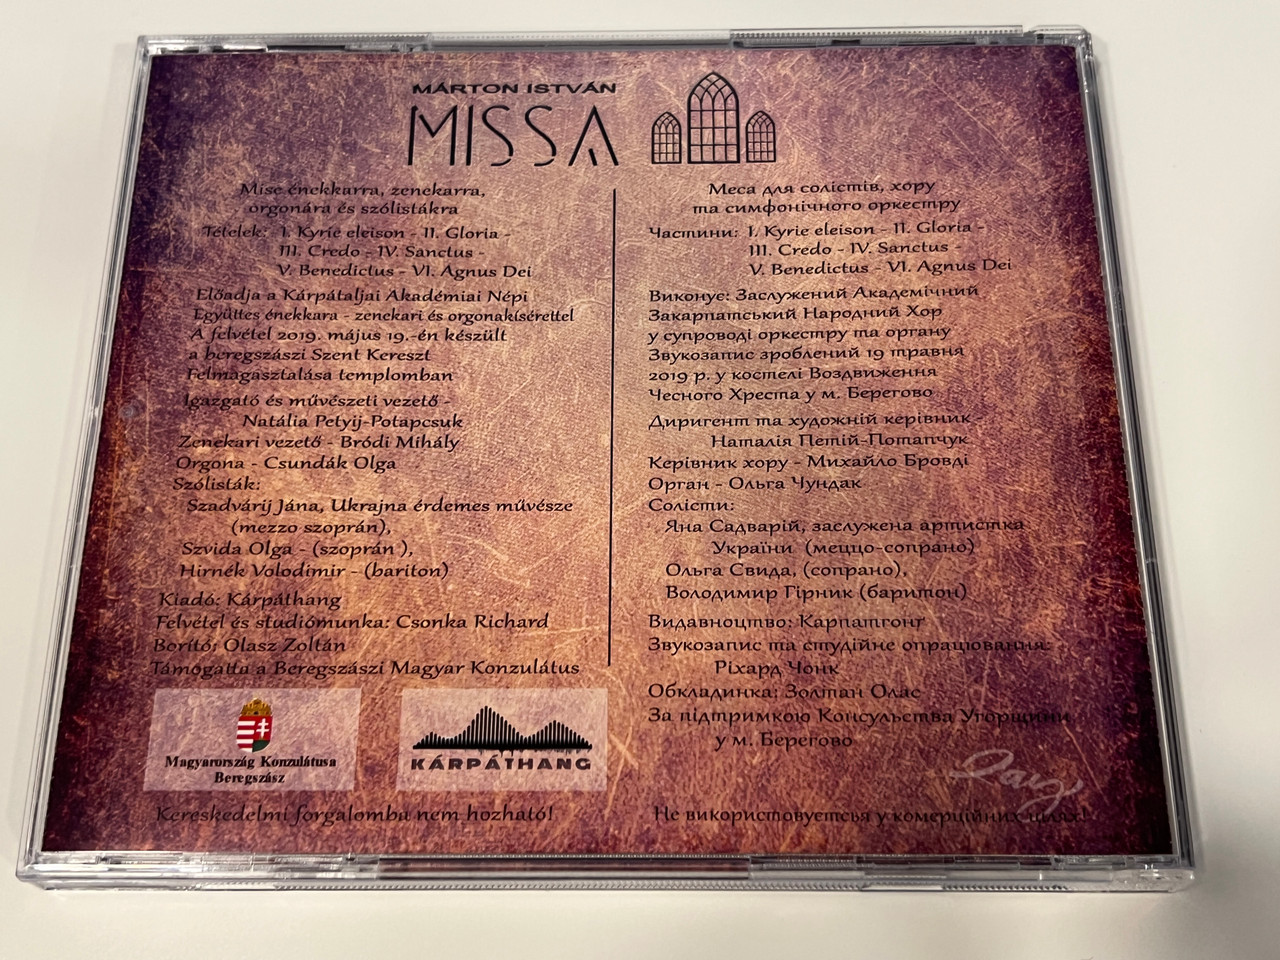 MÁRTON ISTVÁN
MISSA
Mise énekkarra, zenekarra,
orgonára és szólistákra
Tételek: I. Kyrie eleison - II. Gloria -
III. Credo - IV. Sanctus -
V. Benedictus - VI. Agnus Dei
Előadja a Kárpátaljai Akadémiai Népi
Együttes énekkara - zenekari és orgonakísérettel
A felvétel 2019. május 19.-én készült
a beregszászi Szent Kereszt
Felmagasztalása templomban
Igazgató és művészeti vezető -
Natália Petyij-Potapcsuk
Zenekari vezető - Bródi Mihály
Orgona - Csundák Olga
Szólisták:
Szadvárij Jána, Ukrajna érdemes művésze
(mezzo szoprán),
Szvida Olga - (szoprán ),
Hirnék Volodimir - (bariton)
Kiadó: Kárpáthang
Felvétel és studiómunka: Csonka Richard
Borító: Olasz Zoltán
Támogatta a Beregszászi Magyar Konzulátus
Magyarország Konzulátusa
Beregszász
KÁRPÁTHANG
Kereskedelmi forgalomba nem hozható!
Меса для солістів, хору
та симфонічного оркестру
Частини: I. Kyrie eleison - II. Gloria -
III. Credo - IV. Sanctus -
V. Benedictus - VI. Agnus Dei
Виконує: Заслужений Академічний
Закарпатський Народний Хор
у супроводі оркестру та органу
Звукозапис зроблений 19 травня
2019 р. у костелі Воздвиження
Чесного Хреста у м. Берегово
Диригент та художній керівник
Наталія Петій-Потапчук
Керівник хору - Михайло Бровді
Орган - Ольга Чундак
Солісти:
Яна Садварій, заслужена артистка
України (меццо-сопрано)
Ольга Свида, (сопрано),
Володимир Гірник (баритон)
Видавноцтво: Карпатгонг
Звукозапис та студійне опрацювання:
Ріхард Чонк
Обкладинка: Золтан Олас
За підтримкою Консульства Угорщини
у м. Берегово
Не використовується у комерційних цілях!